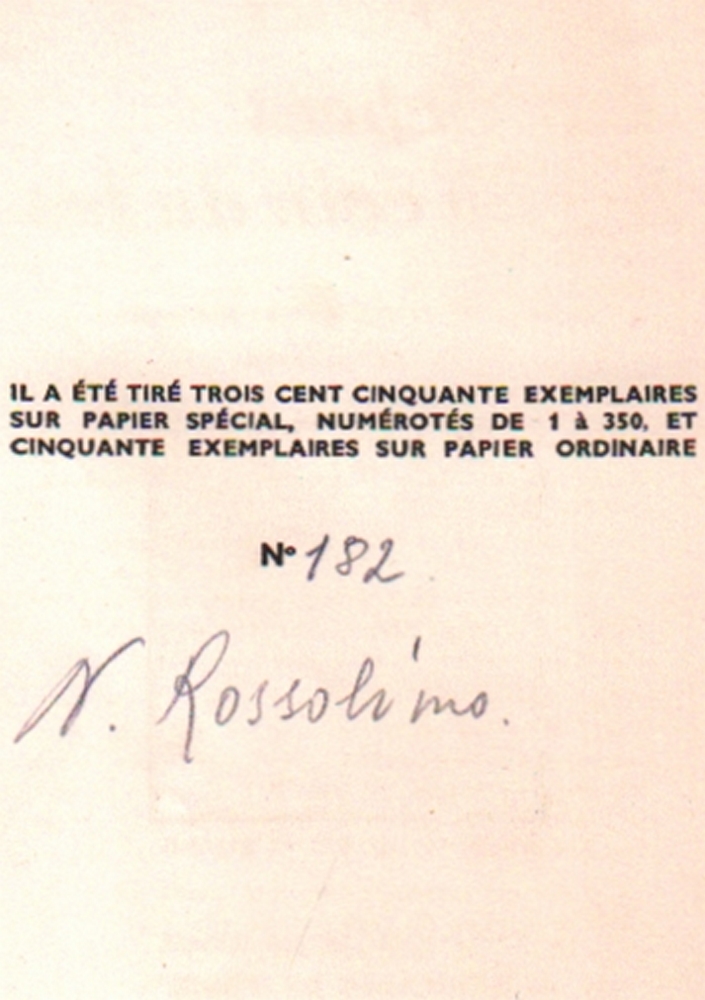 IL A ÉTÉ TIRÉ TROIS CENT CINQUANTE EXEMPLAIRES
SUR PAPIER SPÉCIAL, NUMÉROTÉS DE 1 à 350, ET
CINQUANTE EXEMPLAIRES SUR PAPIER ORDINAIRE
N° 182
N. Rossolimo.